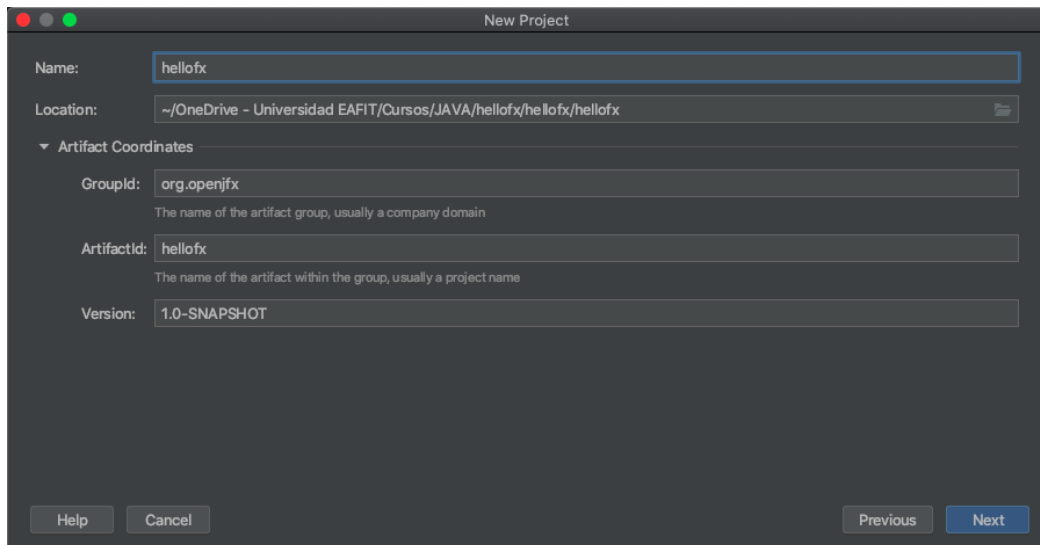 New Project
Name: hellofx
Location: ~/OneDrive - Universidad EAFIT/Cursos/JAVA/hellofx/hellofx/hellofx
Artifact Coordinates
GroupId: org.openjfx
The name of the artifact group, usually a company domain
ArtifactId: hellofx
The name of the artifact within the group, usually a project name
Version: 1.0-SNAPSHOT
Help Cancel Previous Next